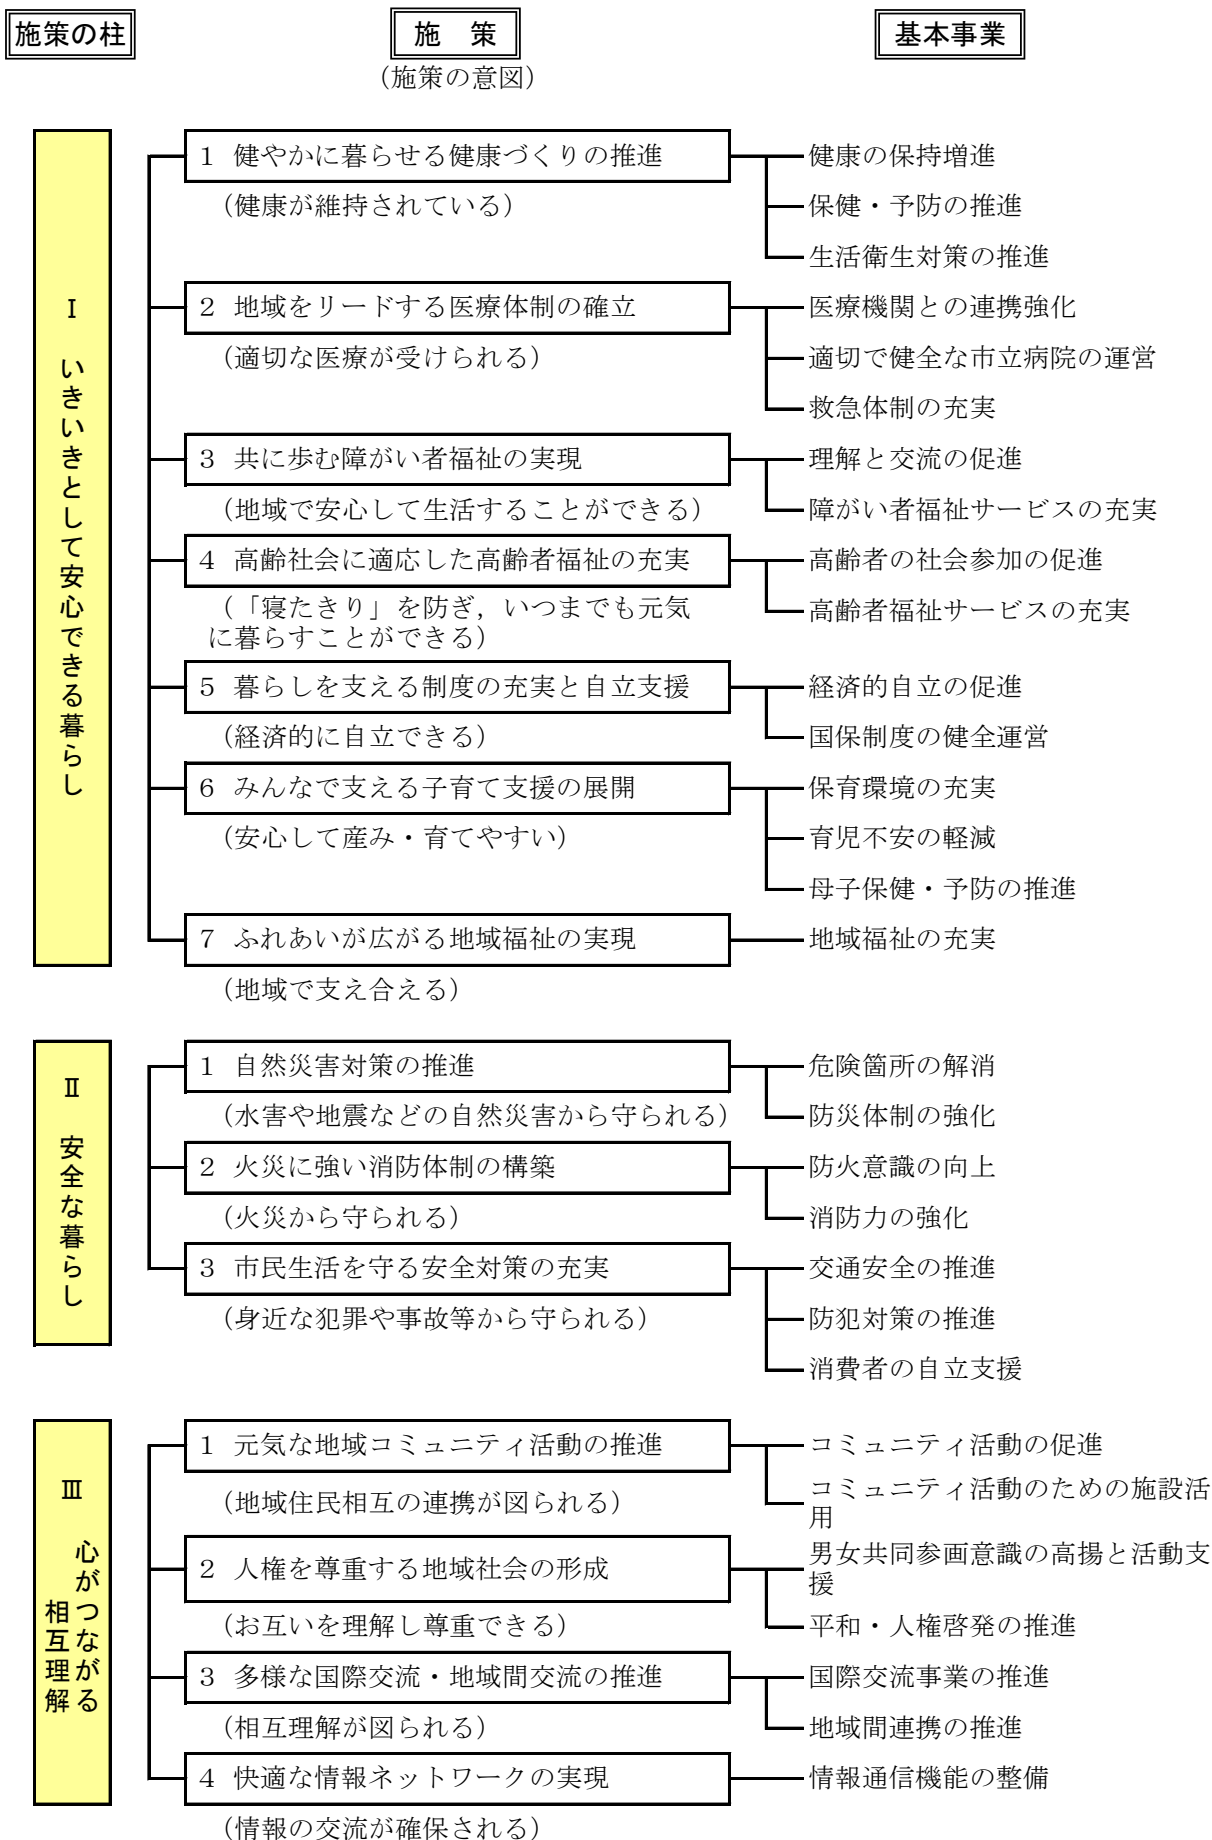 施策の柱
施　策
基本事業
（施策の意図）
Ⅰ　いきいきとして安心できる暮らし
１ 健やかに暮らせる健康づくりの推進
（健康が維持されている）
健康の保持増進
保健・予防の推進
生活衛生対策の推進
２ 地域をリードする医療体制の確立
（適切な医療が受けられる）
医療機関との連携強化
適切で健全な市立病院の運営
救急体制の充実
３ 共に歩む障がい者福祉の実現
（地域で安心して生活することができる）
理解と交流の促進
障がい者福祉サービスの充実
４ 高齢社会に適応した高齢者福祉の充実
（「寝たきり」を防ぎ，いつまでも元気
に暮らすことができる）
高齢者の社会参加の促進
高齢者福祉サービスの充実
５ 暮らしを支える制度の充実と自立支援
（経済的に自立できる）
経済的自立の促進
国保制度の健全運営
６ みんなで支える子育て支援の展開
（安心して産み・育てやすい）
保育環境の充実
育児不安の軽減
母子保健・予防の推進
７ ふれあいが広がる地域福祉の実現
（地域で支え合える）
地域福祉の充実
Ⅱ　安全な暮らし
１ 自然災害対策の推進
（水害や地震などの自然災害から守られる）
危険箇所の解消
防災体制の強化
２ 火災に強い消防体制の構築
（火災から守られる）
防火意識の向上
消防力の強化
３ 市民生活を守る安全対策の充実
（身近な犯罪や事故等から守られる）
交通安全の推進
防犯対策の推進
消費者の自立支援
Ⅲ　心がつながる
相互理解
１ 元気な地域コミュニティ活動の推進
（地域住民相互の連携が図られる）
コミュニティ活動の促進
コミュニティ活動のための施設活
用
２ 人権を尊重する地域社会の形成
（お互いを理解し尊重できる）
男女共同参画意識の高揚と活動支
援
平和・人権啓発の推進
３ 多様な国際交流・地域間交流の推進
（相互理解が図られる）
国際交流事業の推進
地域間連携の推進
４ 快適な情報ネットワークの実現
（情報の交流が確保される）
情報通信機能の整備